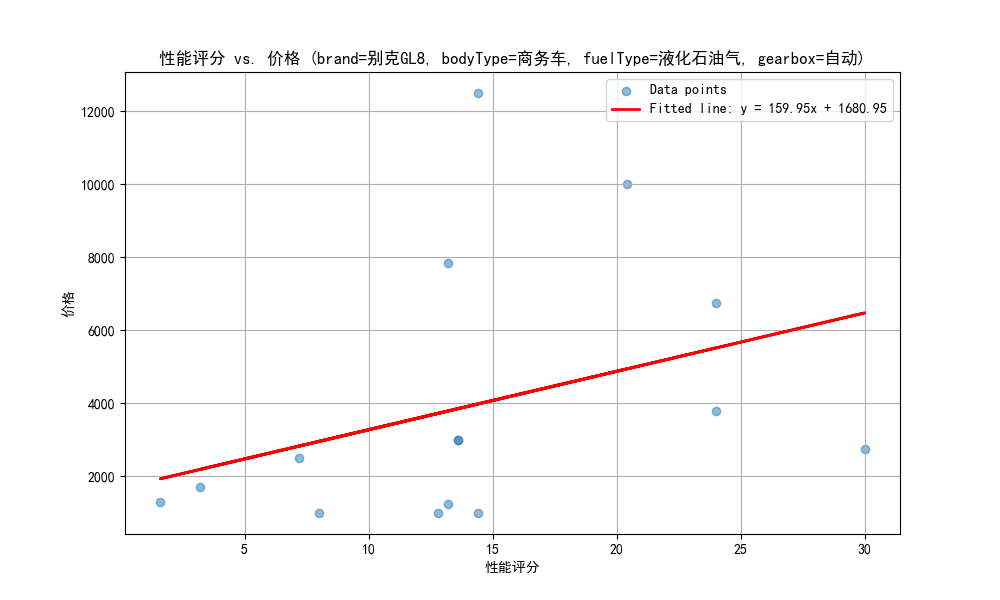 性能评分 vs. 价格 (brand=别克GL8, bodyType=商务车, fuelType=液化石油气, gearbox=自动)
Data points
Fitted line: y = 159.95x + 1680.95
12000
10000
8000
6000
4000
2000
价格
5
10
15
20
25
30
性能评分